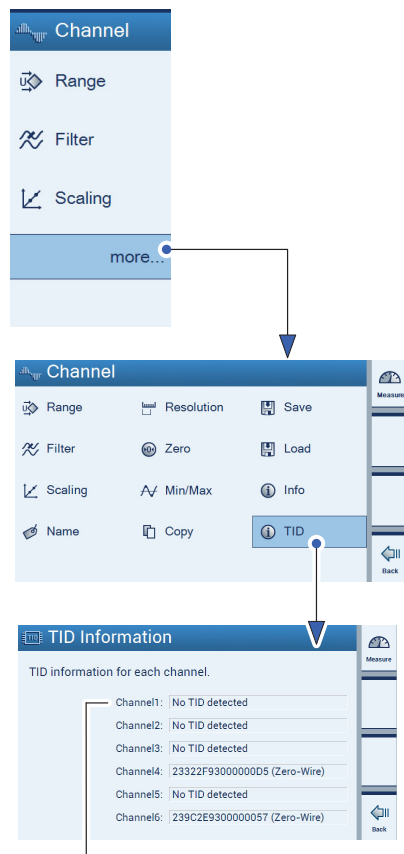 Channel
Range
Filter
Scaling
more...
Channel
Measure
Range Resolution Save
Filter Zero Load
Scaling Min/Max Info
Name Copy TID
Back
TID Information
Measure
TID information for each channel.
Channel1: No TID detected
Channel2: No TID detected
Channel3: No TID detected
Channel4: 23322F93000000D5 (Zero-Wire)
Channel5: No TID detected
Channel6: 239C2E9300000057 (Zero-Wire)
Back